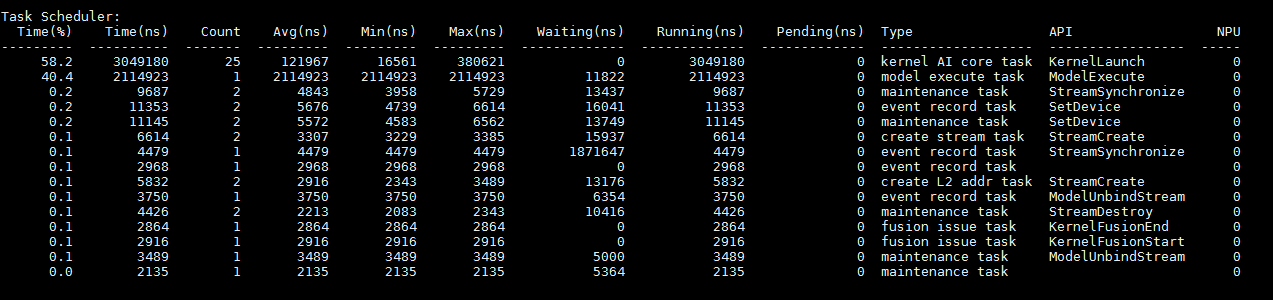 Task Scheduler:
Time(%) Time(ns) Count Avg(ns) Min(ns) Max(ns) Waiting(ns) Running(ns) Pending(ns) Type API NPU
--------- ---------- ------- --------- --------- --------- ------------- ------------- ------------- ------------------- ----------------- -----
58.2 3049180 25 121967 16561 380621 0 3049180 0 kernel AI core task KernelLaunch 0
40.4 2114923 1 2114923 2114923 2114923 11822 2114923 0 model execute task ModelExecute 0
0.2 9687 2 4843 3958 5729 13437 9687 0 maintenance task StreamSynchronize 0
0.2 11353 2 5676 4739 6614 16041 11353 0 event record task SetDevice 0
0.2 11145 2 5572 4583 6562 13749 11145 0 maintenance task SetDevice 0
0.1 6614 2 3307 3229 3385 15937 6614 0 create stream task StreamCreate 0
0.1 4479 1 4479 4479 4479 1871647 4479 0 event record task StreamSynchronize 0
0.1 2968 1 2968 2968 2968 0 2968 0 event record task 0
0.1 5832 2 2916 2343 3489 13176 5832 0 create L2 addr task StreamCreate 0
0.1 3750 1 3750 3750 3750 6354 3750 0 event record task ModelUnbindStream 0
0.1 4426 2 2213 2083 2343 10416 4426 0 maintenance task StreamDestroy 0
0.1 2864 1 2864 2864 2864 0 2864 0 fusion issue task KernelFusionEnd 0
0.1 2916 1 2916 2916 2916 0 2916 0 fusion issue task KernelFusionStart 0
0.1 3489 1 3489 3489 3489 5000 3489 0 maintenance task ModelUnbindStream 0
0.0 2135 1 2135 2135 2135 5364 2135 0 maintenance task 0